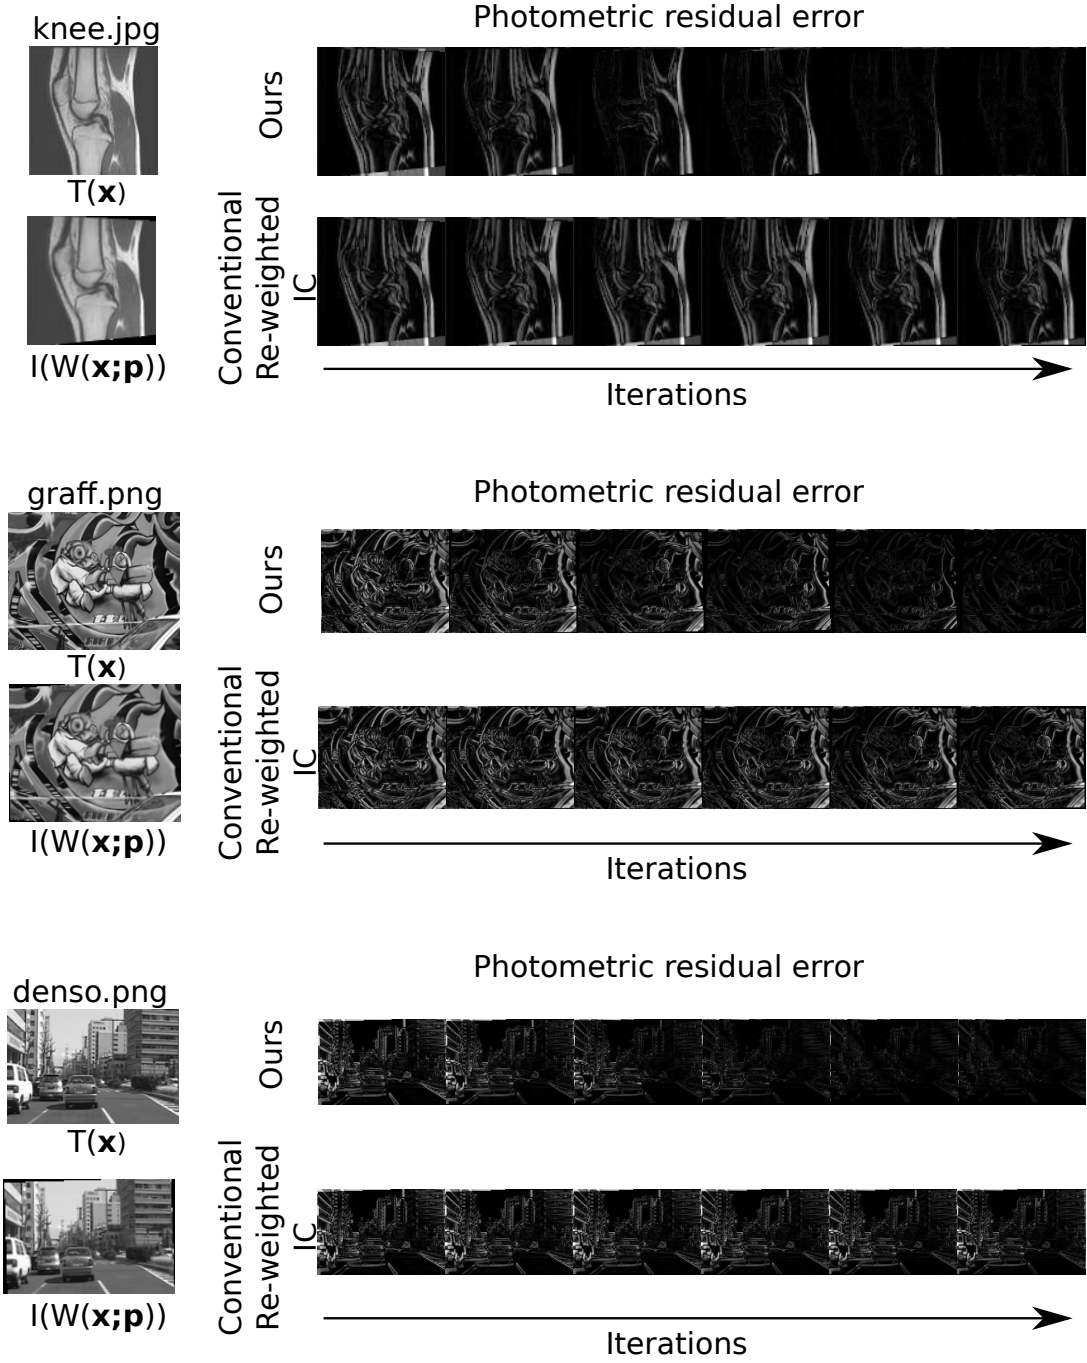 Photometric residual error
knee.jpg
Ours
T(x)
Conventional
Re-weighted
IC
I(W(x;p))
Iterations
graff.png
Photometric residual error
Ours
T(x)
Conventional
Re-weighted
IC
I(W(x;p))
Iterations
Photometric residual error
denso.png
Ours
T(x)
Conventional
Re-weighted
IC
I(W(x;p))
Iterations